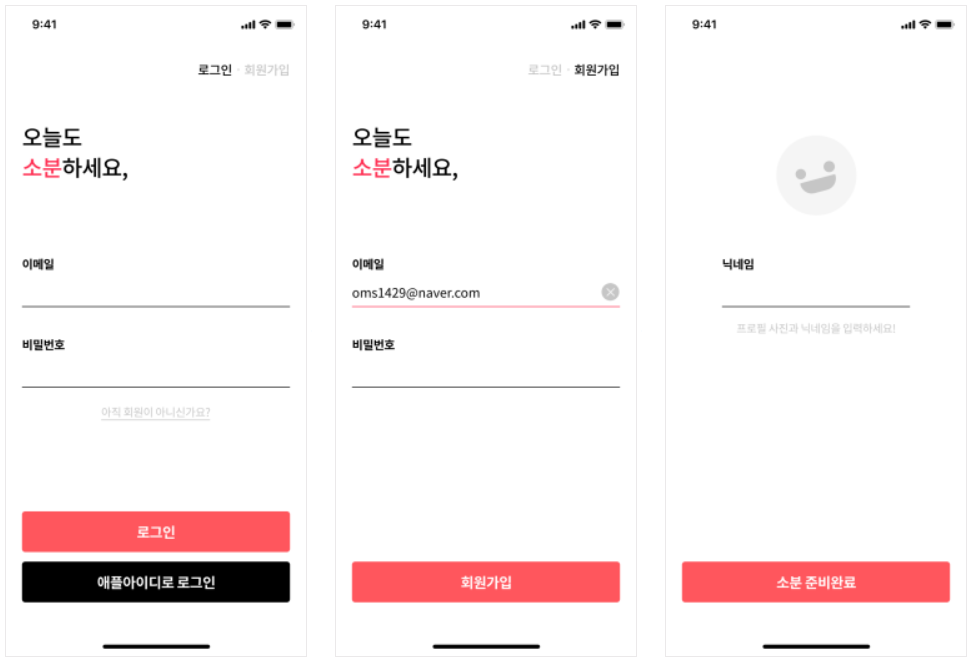 9:41
로그인 · 회원가입
오늘도
소분하세요,
이메일
비밀번호
아직 회원이 아니신가요?
로그인
애플아이디로 로그인
9:41
로그인 · 회원가입
오늘도
소분하세요,
이메일
oms1429@naver.com
비밀번호
회원가입
9:41
닉네임
프로필 사진과 닉네임을 입력하세요!
소분 준비완료